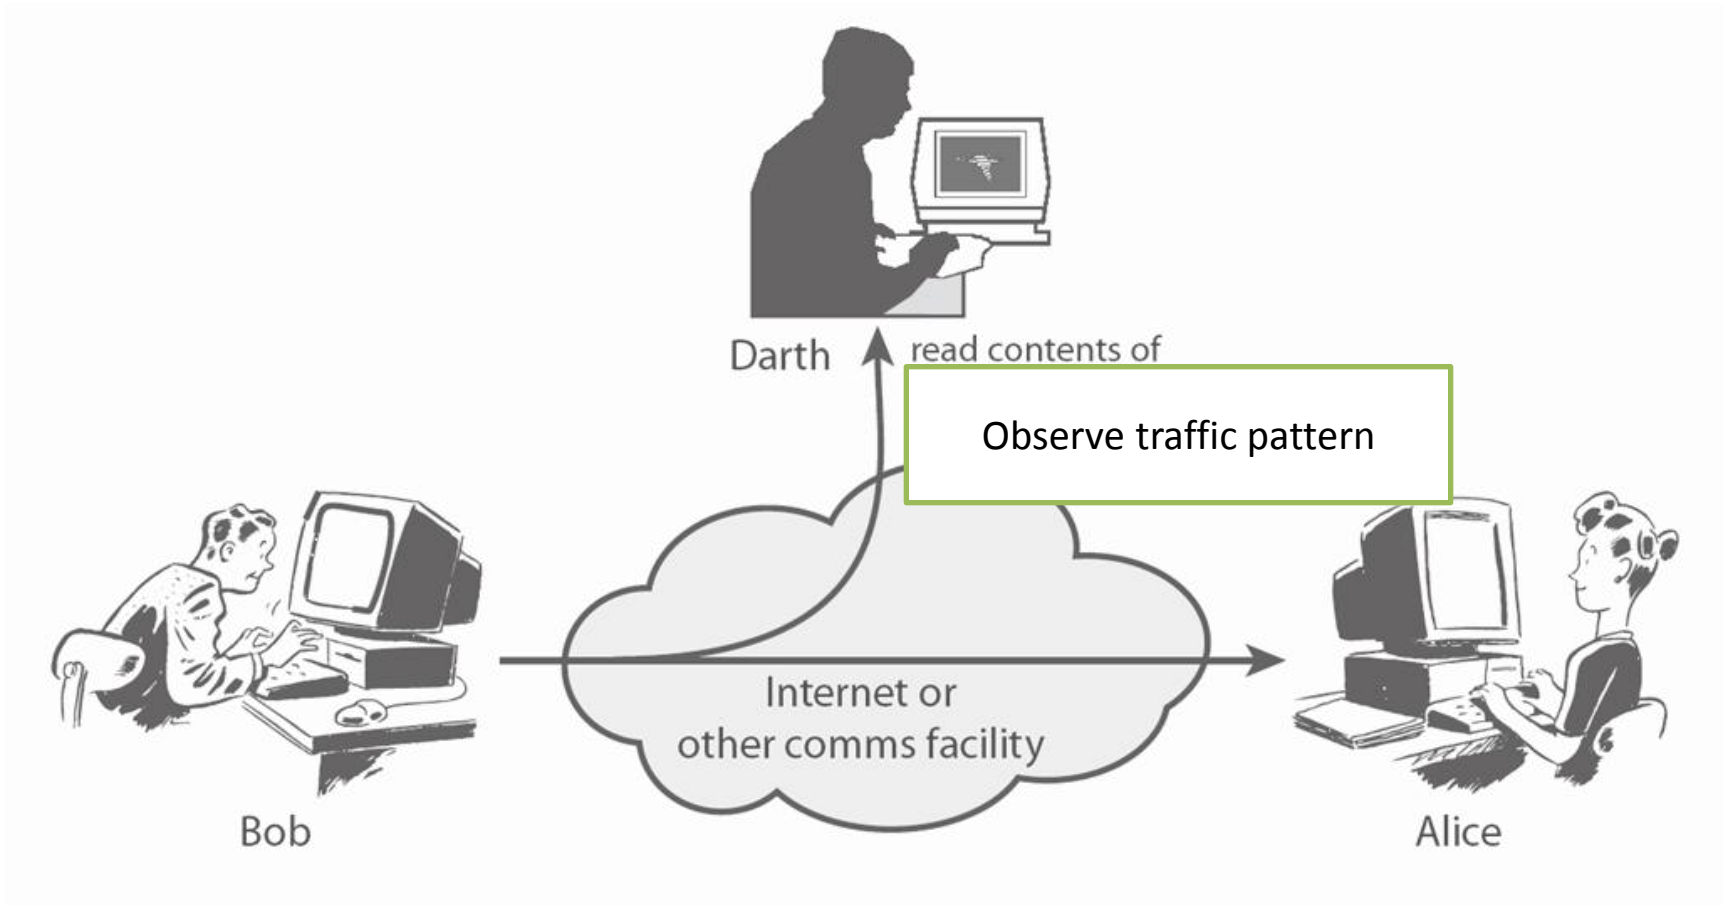 Darth
read contents of
Observe traffic pattern
Internet or
other comms facility
Bob
Alice